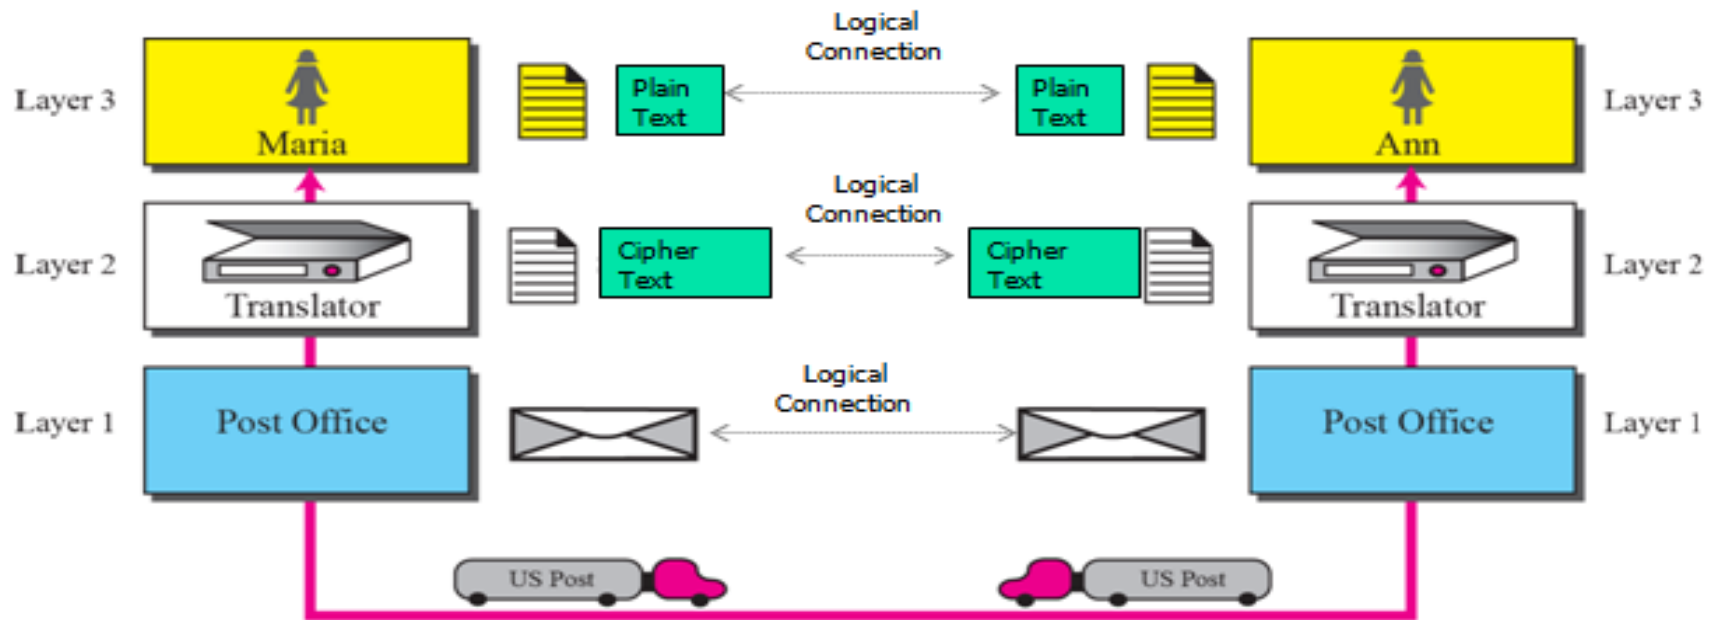 Logical
Connection
Layer 3
Maria
Plain
Text
Plain
Text
Ann
Layer 3
Logical
Connection
Layer 2
Translator
Cipher
Text
Cipher
Text
Translator
Layer 2
Logical
Connection
Layer 1
Post Office
Post Office
Layer 1
US Post
US Post